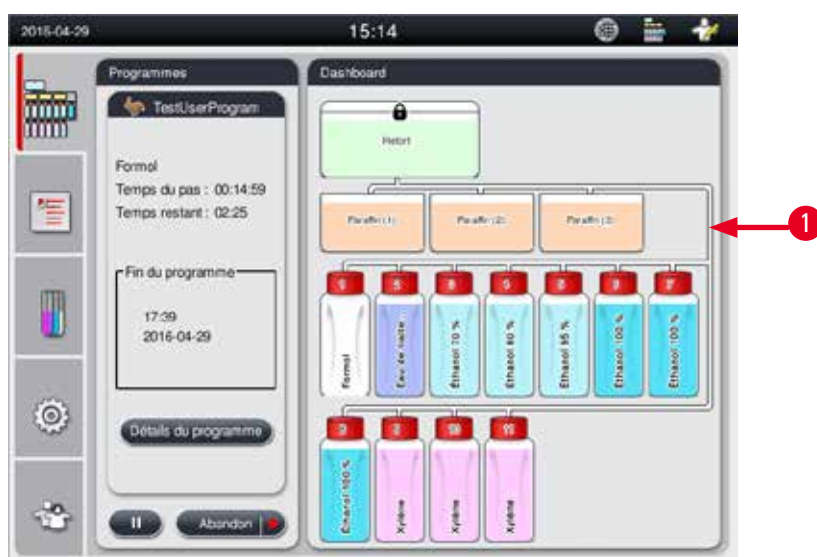 2016-04-29
15:14
Programmes
TestUserProgram
Formol
Temps du pas : 00:14:59
Temps restant : 02:25
Fin du programme
17:39
2016-04-29
Détails du programme
Abandon
Dashboard
Retort
Paraffin (1)
Paraffin (2)
Paraffin (3)
1
Formol
Éthanol 70 %
Éthanol 80 %
Éthanol 95 %
Éthanol 100 %
Éthanol 100 %
Éthanol 100 %
Xylène
Xylène
Xylène
10
11